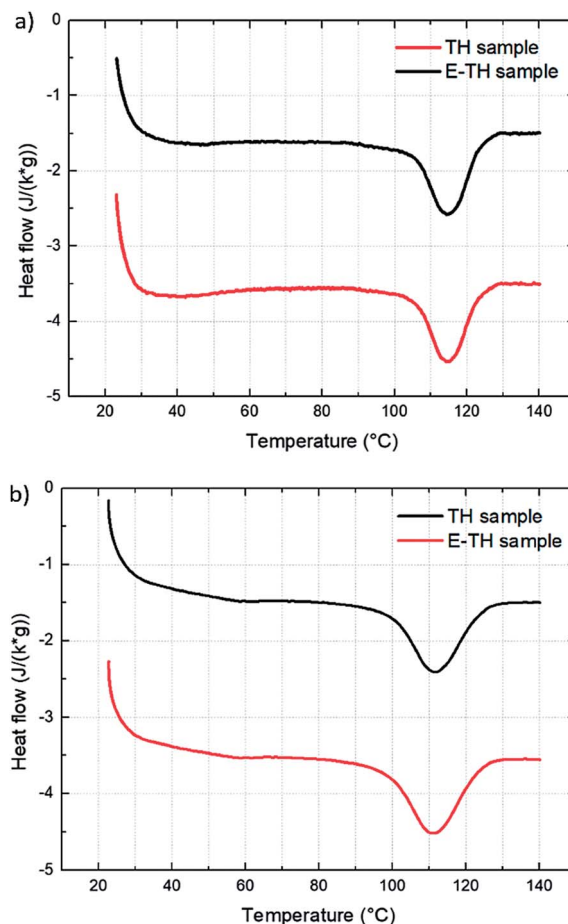 a)
0
-1
-2
-3
-4
-5
Heat flow (J/(k*g))
TH sample
E-TH sample
20 40 60 80 100 120 140
Temperature (°C)
b)
0
-1
-2
-3
-4
-5
Heat flow (J/(k*g))
TH sample
E-TH sample
20 40 60 80 100 120 140
Temperature (°C)